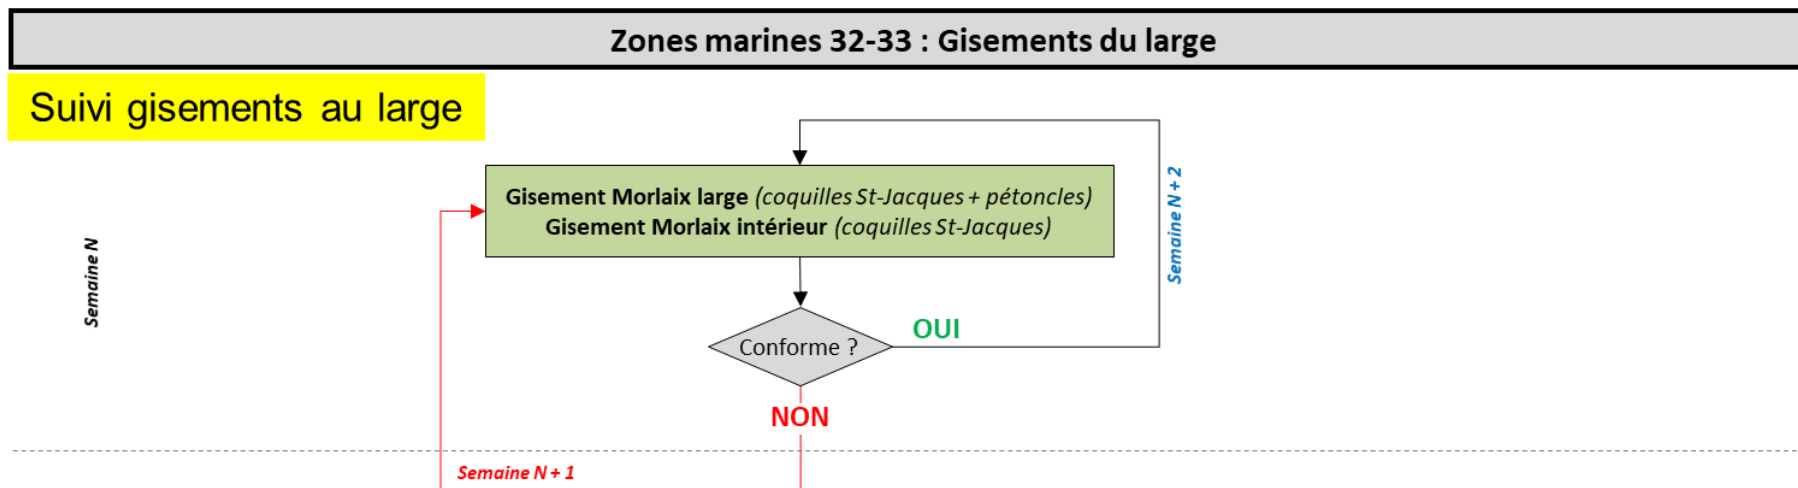 Zones marines 32-33 : Gisements du large
Suivi gisements au large
Gisement Morlaix large (coquilles St-Jacques + pétoncles)
Gisement Morlaix intérieur (coquilles St-Jacques)
Semaine N + 2
Semaine N
OUI
Conforme ?
NON
Semaine N + 1